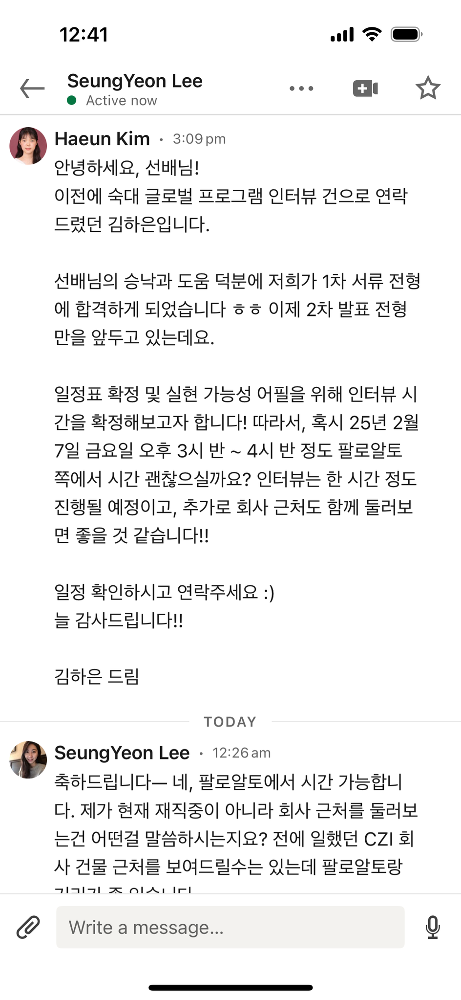 12:41
SeungYeon Lee
Active now
Haeun Kim • 3:09 pm
안녕하세요, 선배님!
이전에 숙대 글로벌 프로그램 인터뷰 건으로 연락
드렸던 김하은입니다.
선배님의 승낙과 도움 덕분에 저희가 1차 서류 전형
에 합격하게 되었습니다 ㅎㅎ 이제 2차 발표 전형
만을 앞두고 있는데요.
일정표 확정 및 실현 가능성 어필을 위해 인터뷰 시
간을 확정해보고자 합니다! 따라서, 혹시 25년 2월
7일 금요일 오후 3시 반 ~ 4시 반 정도 팔로알토
쪽에서 시간 괜찮으실까요? 인터뷰는 한 시간 정도
진행될 예정이고, 추가로 회사 근처도 함께 둘러보
면 좋을 것 같습니다!!
일정 확인하시고 연락주세요 :)
늘 감사드립니다!!
김하은 드림
TODAY
SeungYeon Lee • 12:26 am
축하드립니다— 네, 팔로알토에서 시간 가능합니
다. 제가 현재 재직중이 아니라 회사 근처를 둘러보
는건 어떤걸 말씀하시는지요? 전에 일했던 CZI 회
사 건물 근처를 보여드릴수는 있는데 팔로알토랑
Write a message...